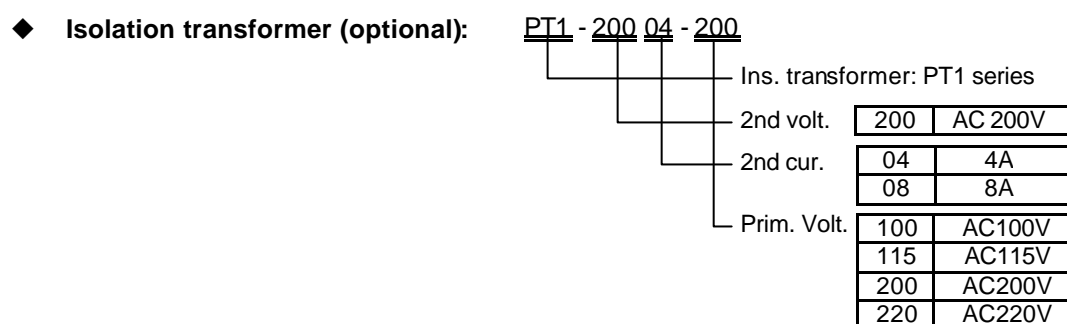 ◆ Isolation transformer (optional): PT1 - 200 04 - 200
Ins. transformer: PT1 series
2nd volt. 200 AC 200V
2nd cur. 04 4A
08 8A
Prim. Volt. 100 AC100V
115 AC115V
200 AC200V
220 AC220V